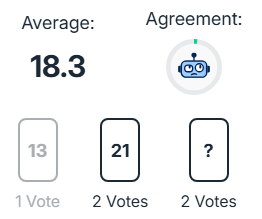 Average:
Agreement:
18.3
13
21
?
1 Vote
2 Votes
2 Votes